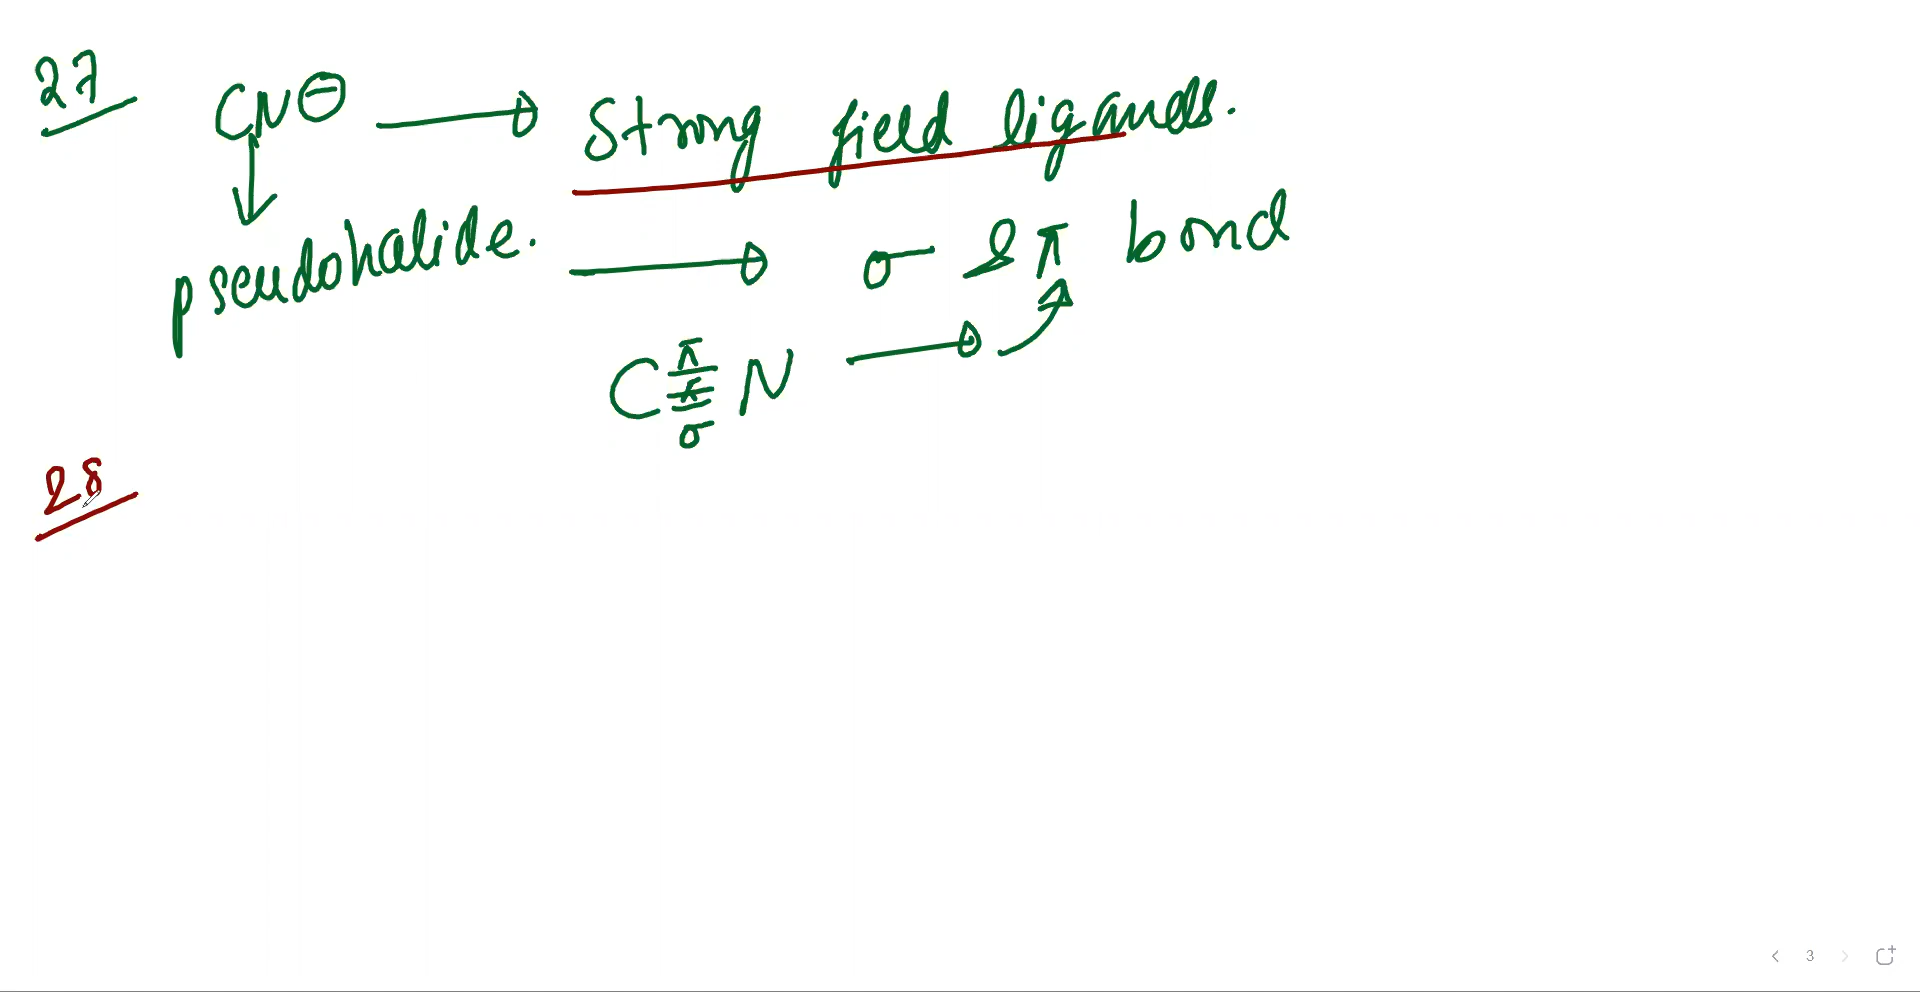 27
CN⊖ → Strong field ligands.
↓
pseudohalide. → σ & π bond
π
π
C≡N →
σ
28
3